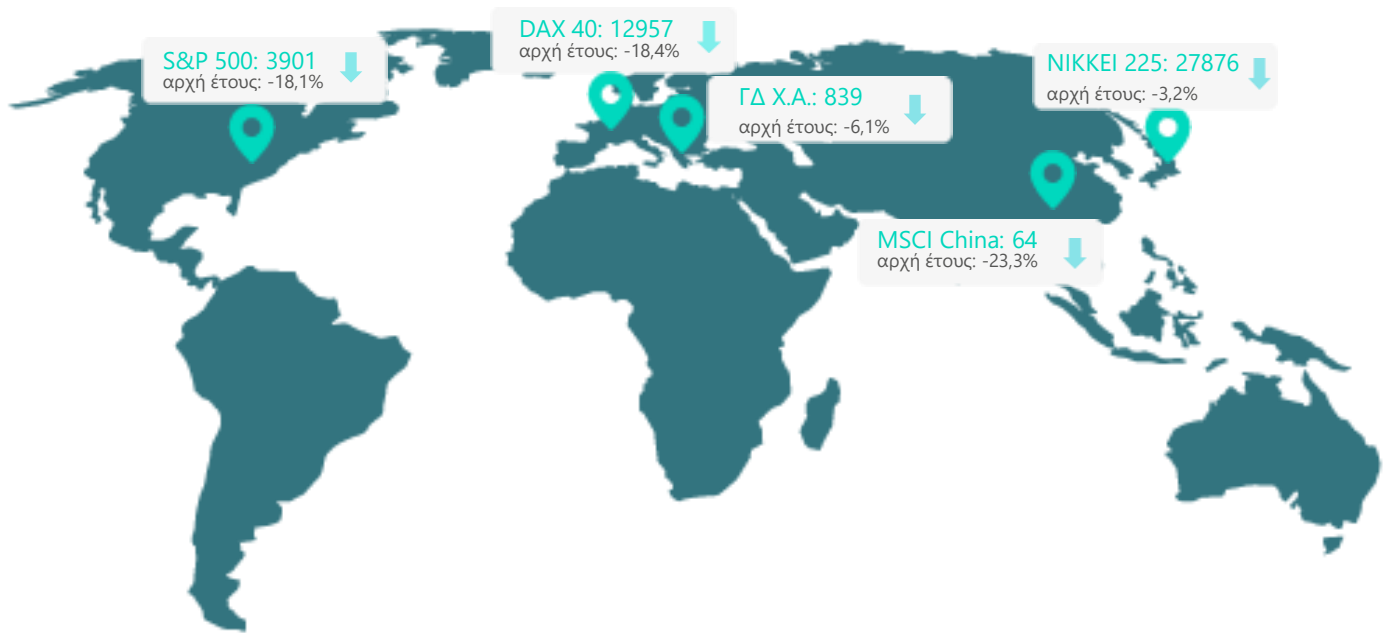 DAX 40: 12957
αρχή έτους: -18,4%
S&P 500: 3901
αρχή έτους: -18,1%
NIKKEI 225: 27876
αρχή έτους: -3,2%
ΓΔ Χ.Α.: 839
αρχή έτους: -6,1%
MSCI China: 64
αρχή έτους: -23,3%